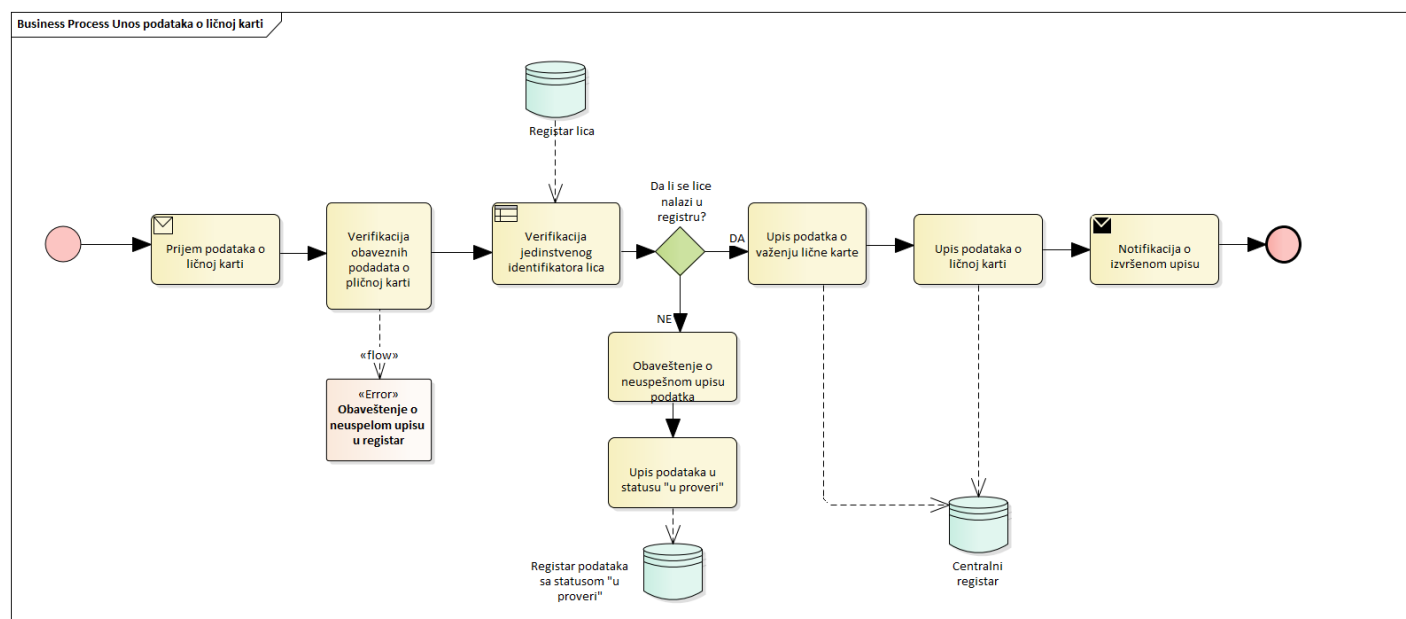 Business Process Unos podataka o ličnoj karti
Registar lica
Da li se lice
nalazi u
registru?
Prijem podataka o
ličnoj karti
Verifikacija
obaveznih
podadata o
pličnoj karti
Verifikacija
jedinstvenog
identifikatora lica
DA
Upis podatka o
važenju lične karte
Upis podataka o
ličnoj karti
Notifikacija o
izvršenom upisu
NE
«flow»
«Error»
Obaveštenje o
neuspelom upisu
u registar
Obaveštenje o
neuspešnom upisu
podatka
Upis podataka u
statusu "u proveri"
Registar podataka
sa statusom "u
proveri"
Centralni
registar